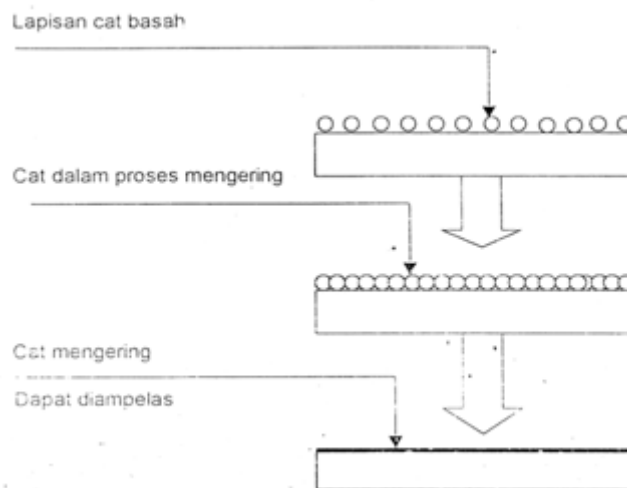 Lapisan cat basah
Cat dalam proses mengering
Cat mengering
Dapat diampelas